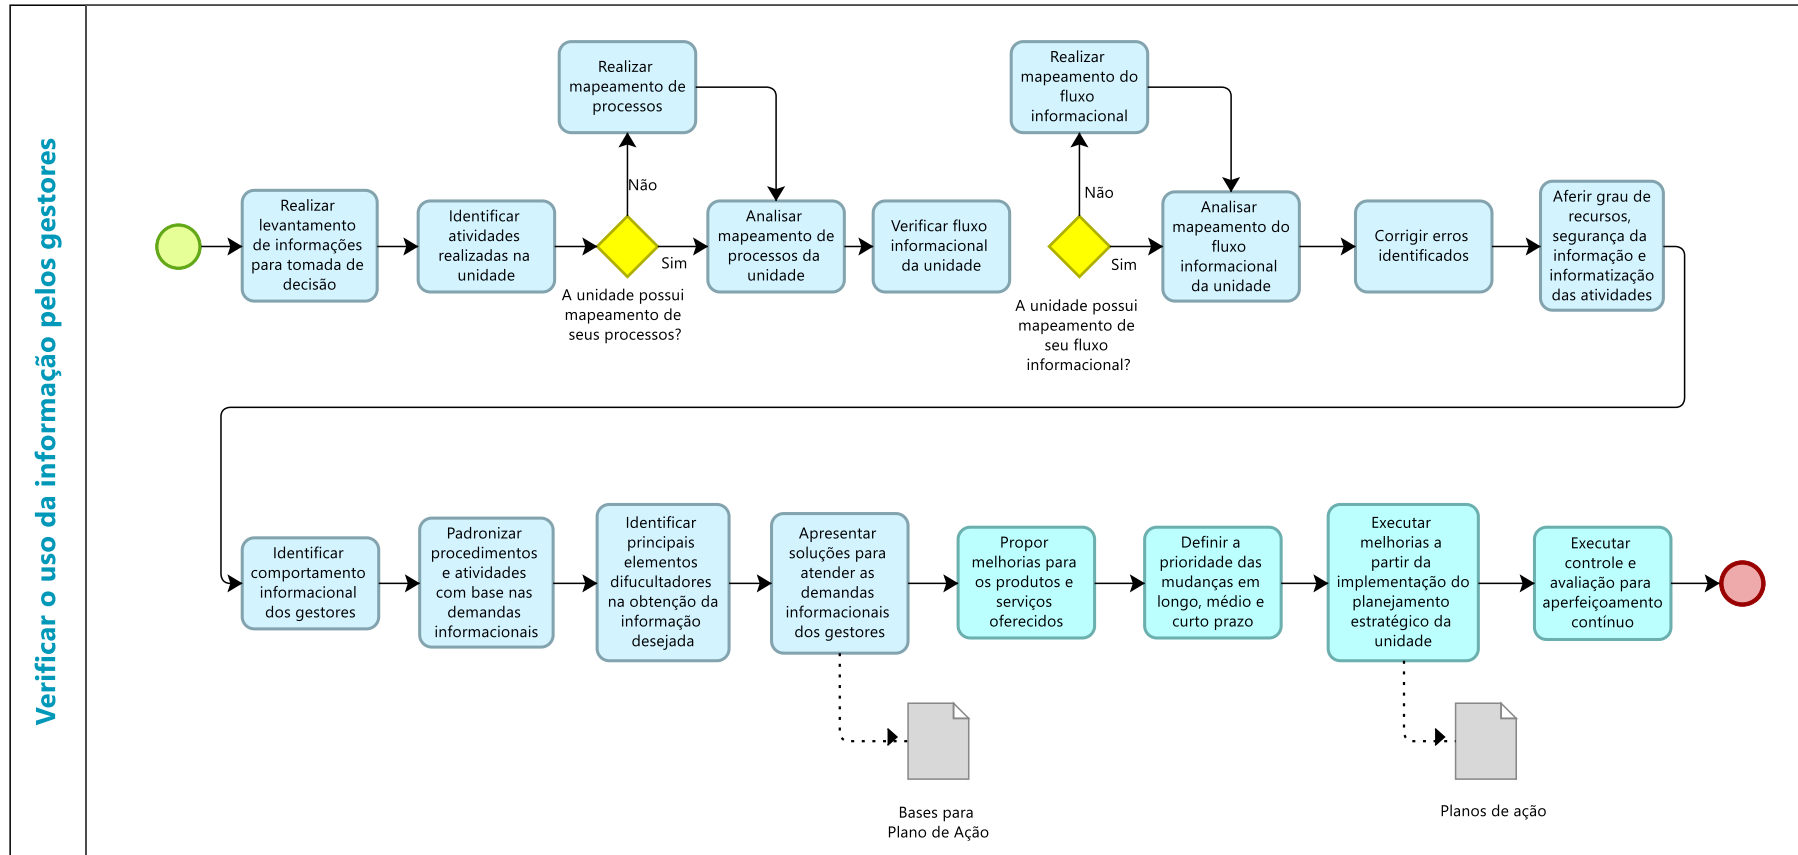 Verificar o uso da informação pelos gestores
Realizar
levantamento
de informações
para tomada de
decisão
Identificar
atividades
realizadas na
unidade
Realizar
mapeamento de
processos
Não
Sim
A unidade possui
mapeamento de
seus processos?
Analisar
mapeamento de
processos da
unidade
Verificar fluxo
informacional
da unidade
Realizar
mapeamento do
fluxo
informacional
Não
Sim
A unidade possui
mapeamento de
seu fluxo
informacional?
Analisar
mapeamento do
fluxo
informacional
da unidade
Corrigir erros
identificados
Aferir grau de
recursos,
segurança da
informação e
informatização
das atividades
Identificar
comportamento
informacional
dos gestores
Padronizar
procedimentos
e atividades
com base nas
demandas
informacionais
Identificar
principais
elementos
difucultadores
na obtenção da
informação
desejada
Apresentar
soluções para
atender as
demandas
informacionais
dos gestores
Propor
melhorias para
os produtos e
serviços
oferecidos
Definir a
prioridade das
mudanças em
longo, médio e
curto prazo
Executar
melhorias a
partir da
implementação do
planejamento
estratégico da
unidade
Executar
controle e
avaliação para
aperfeiçoamento
contínuo
Bases para
Plano de Ação
Planos de ação